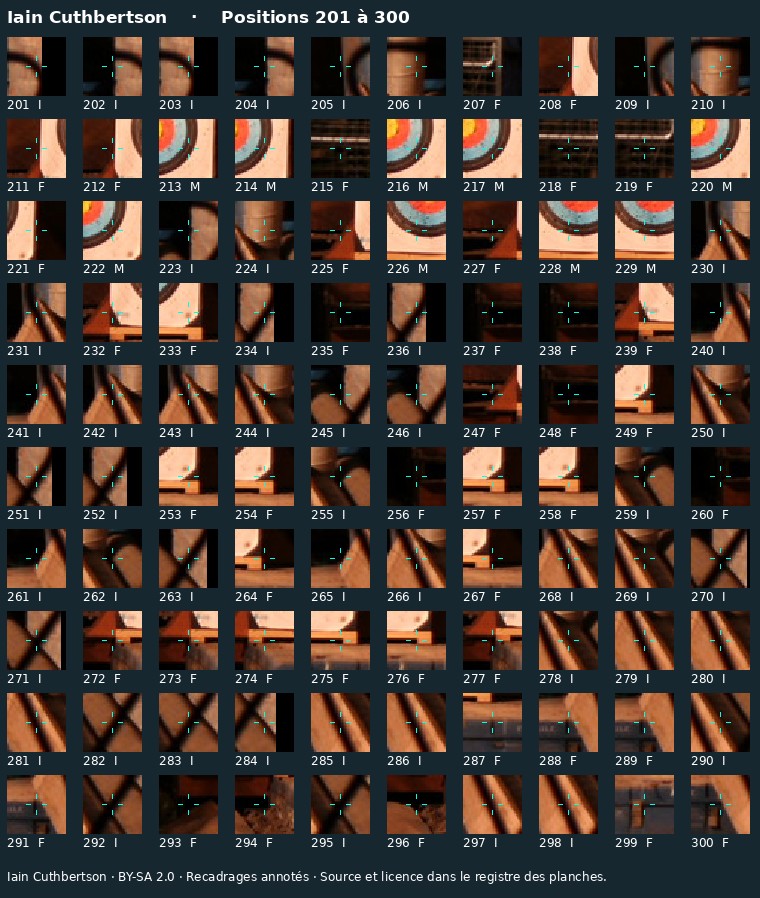 Iain Cuthbertson · Positions 201 à 300
201 I 202 I 203 I 204 I 205 I 206 I 207 F 208 F 209 I 210 I
211 F 212 F 213 M 214 M 215 F 216 M 217 M 218 F 219 F 220 M
221 F 222 M 223 I 224 I 225 F 226 M 227 F 228 M 229 M 230 I
231 I 232 F 233 F 234 I 235 F 236 I 237 F 238 F 239 F 240 I
241 I 242 I 243 I 244 I 245 I 246 I 247 F 248 F 249 F 250 I
251 I 252 I 253 F 254 F 255 I 256 F 257 F 258 F 259 I 260 F
261 I 262 I 263 I 264 F 265 I 266 I 267 F 268 I 269 I 270 I
271 I 272 F 273 F 274 F 275 F 276 F 277 F 278 I 279 I 280 I
281 I 282 I 283 I 284 I 285 I 286 I 287 F 288 F 289 F 290 I
291 F 292 I 293 F 294 F 295 I 296 F 297 I 298 I 299 F 300 F
Iain Cuthbertson · BY-SA 2.0 · Recadrages annotés · Source et licence dans le registre des planches.